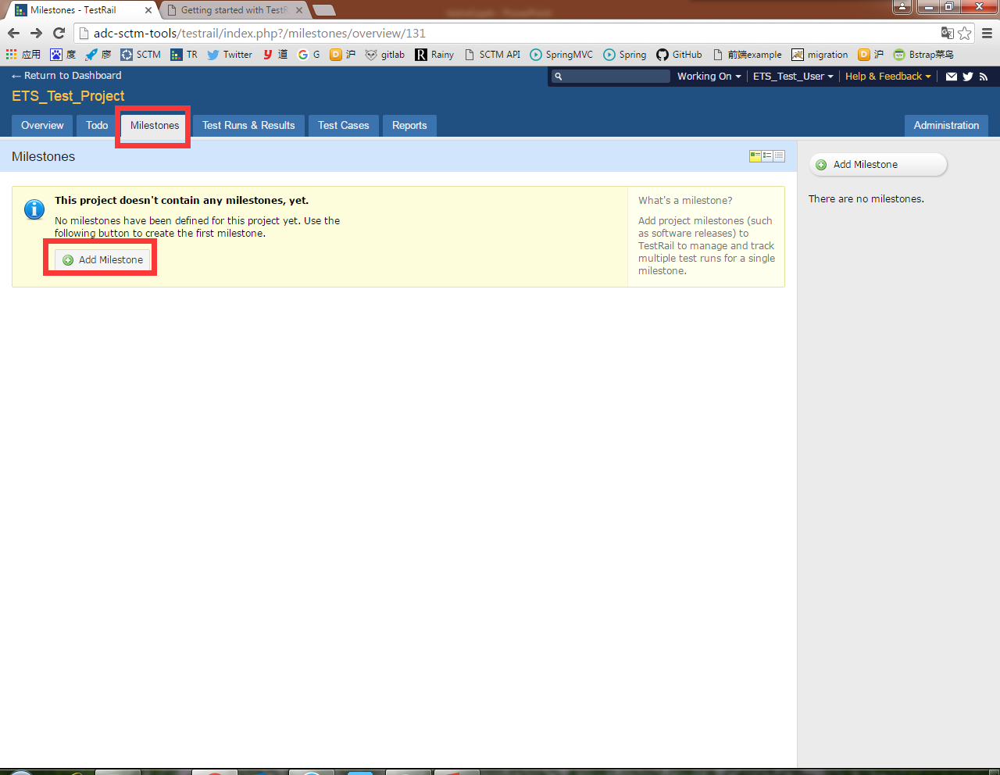 Milestones - TestRail
Getting started with TestR
adc-sctm-tools/testrail/index.php?/milestones/overview/131
应用 度 廖 SCTM TR Twitter 道 G 沪 gitlab Rainy SCTM API SpringMVC Spring GitHub 前端example migration 沪 Bstrap菜鸟
← Return to Dashboard
Working On
ETS_Test_User
Help & Feedback
ETS_Test_Project
Overview
Todo
Milestones
Test Runs & Results
Test Cases
Reports
Administration
Milestones
This project doesn't contain any milestones, yet.
No milestones have been defined for this project yet. Use the
following button to create the first milestone.
Add Milestone
What's a milestone?
Add project milestones (such
as software releases) to
TestRail to manage and track
multiple test runs for a single
milestone.
Add Milestone
There are no milestones.